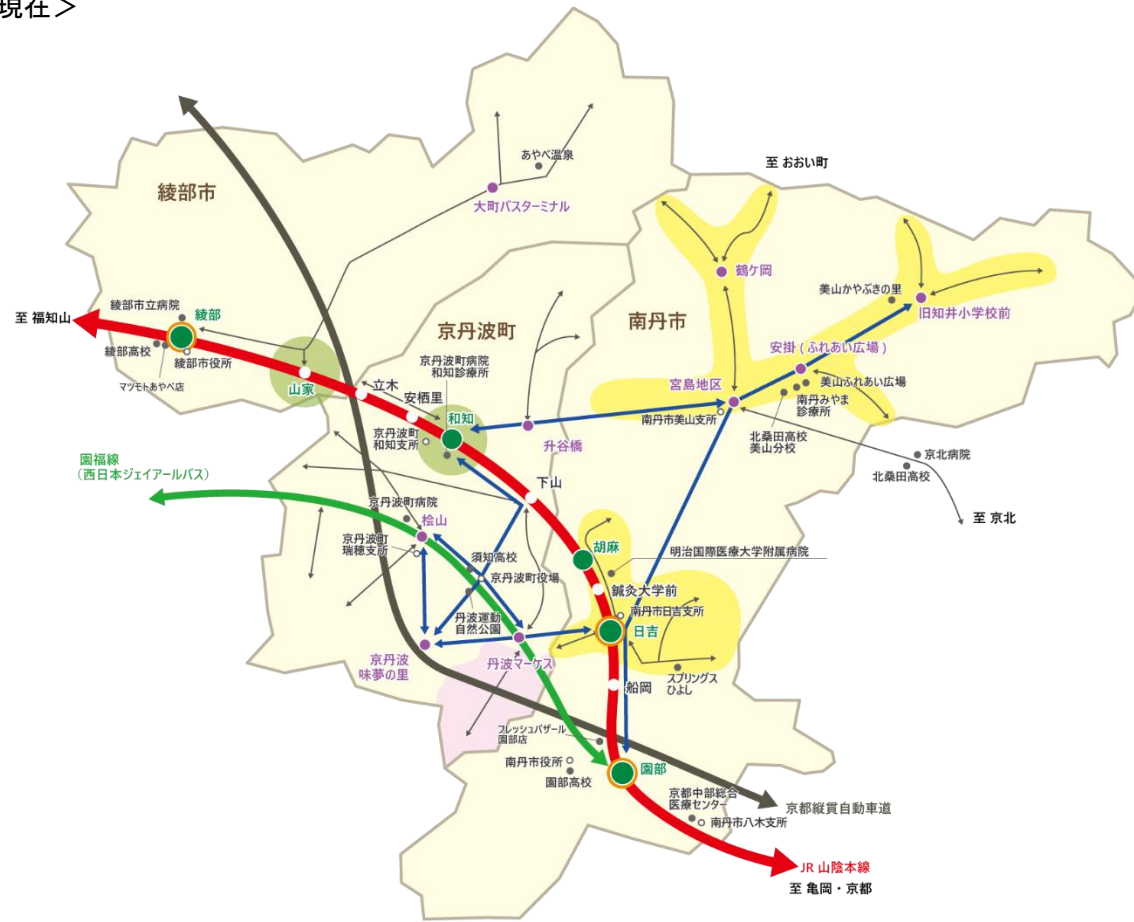 現在＞
至 おおい町
あやべ温泉
綾部市
大町バスターミナル
鶴ケ岡
美山かやぶきの里
旧知井小学校前
綾部市立病院
綾部
至 福知山
京丹波町
南丹市
安掛(ふれあい広場)
綾部高校
綾部市役所
マツモトあやべ店
京丹波町病院
和知診療所
山家
立木
安栖里
宮島地区
美山ふれあい広場
南丹みやま
診療所
南丹市美山支所
和知
京丹波町
和知支所
升谷橋
北桑田高校
美山分校
京北病院
北桑田高校
園福線
（西日本ジェイアールバス）
下山
至 京北
京丹波町病院
桧山
京丹波町
瑞穂支所
須知高校
胡麻
明治国際医療大学附属病院
京丹波町役場
鍼灸大学前
丹波運動
自然公園
南丹市日吉支所
日吉
京丹波
味夢の里
丹波マーケス
スプリングス
ひよし
船岡
フレッシュバザール
園部店
南丹市役所
園部高校
園部
京都中部総合
医療センター
南丹市八木支所
京都縦貫自動車道
JR 山陰本線
至 亀岡・京都